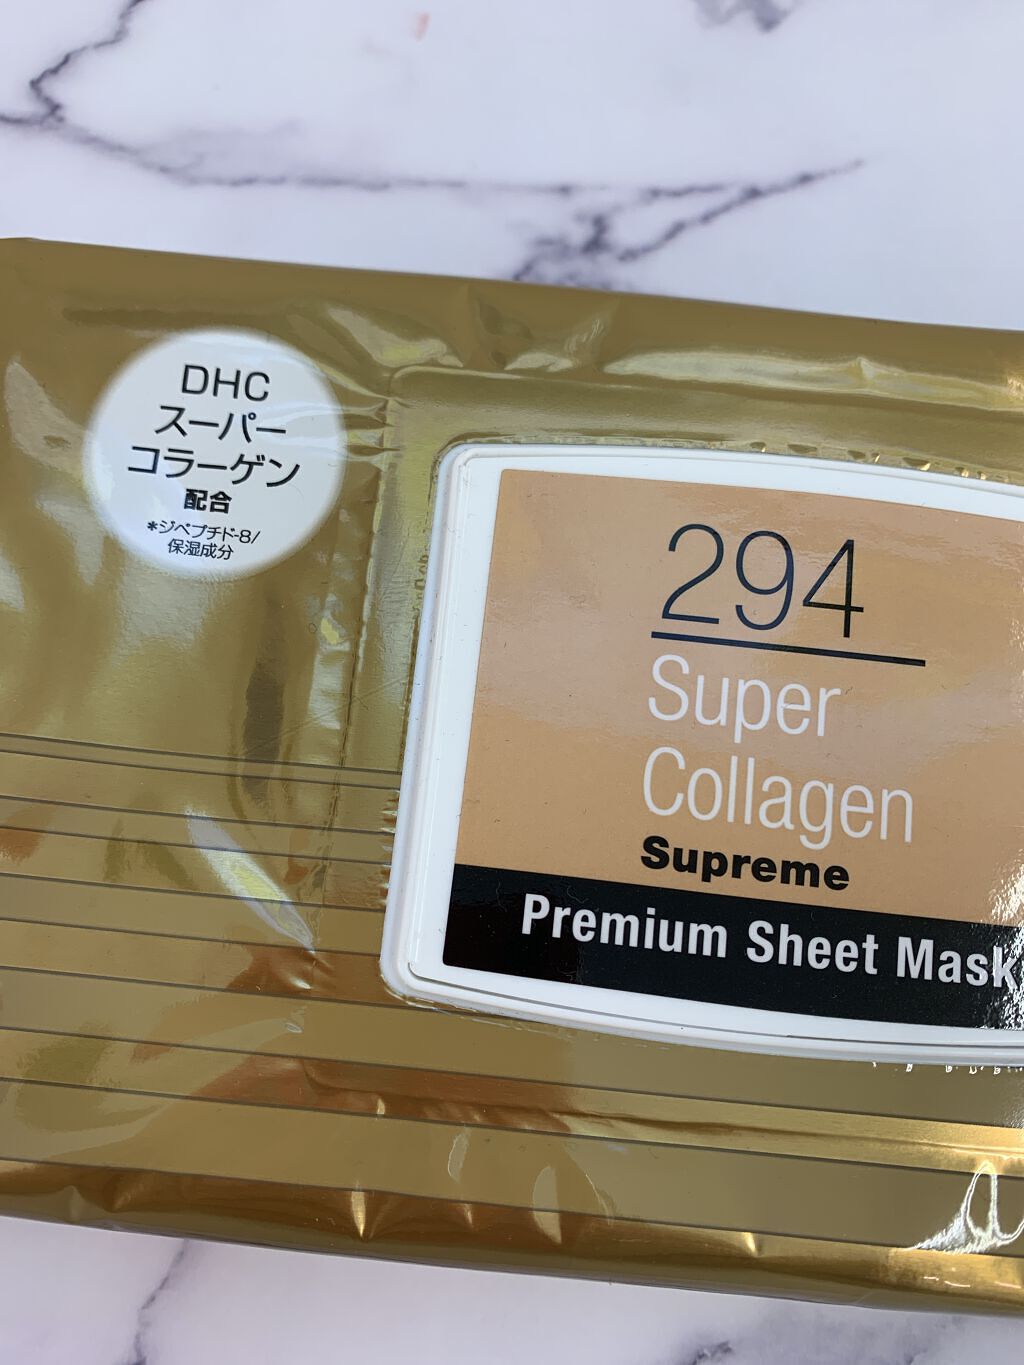 DHC
スーパー
コラーゲン
配合
*ジペプチド-8/
保湿成分
294
Super
Collagen
Supreme
Premium Sheet Mask